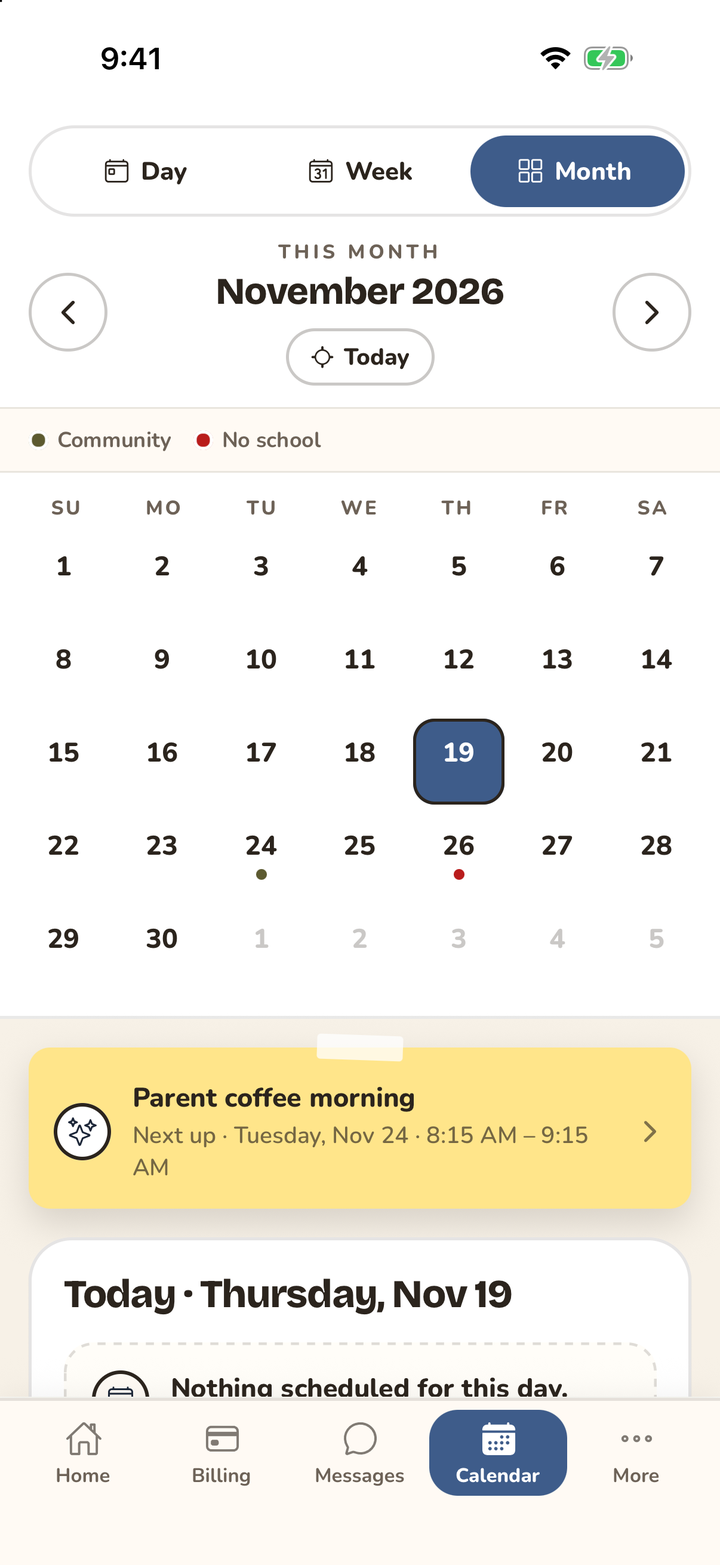 9:41
Day
31 Week
Month
THIS MONTH
November 2026
Today
Community No school
SU MO TU WE TH FR SA
1 2 3 4 5 6 7
8 9 10 11 12 13 14
15 16 17 18 19 20 21
22 23 24 25 26 27 28
29 30 1 2 3 4 5
Parent coffee morning
Next up · Tuesday, Nov 24 · 8:15 AM – 9:15
AM
Today · Thursday, Nov 19
Nothing scheduled for this day.
Home Billing Messages Calendar More